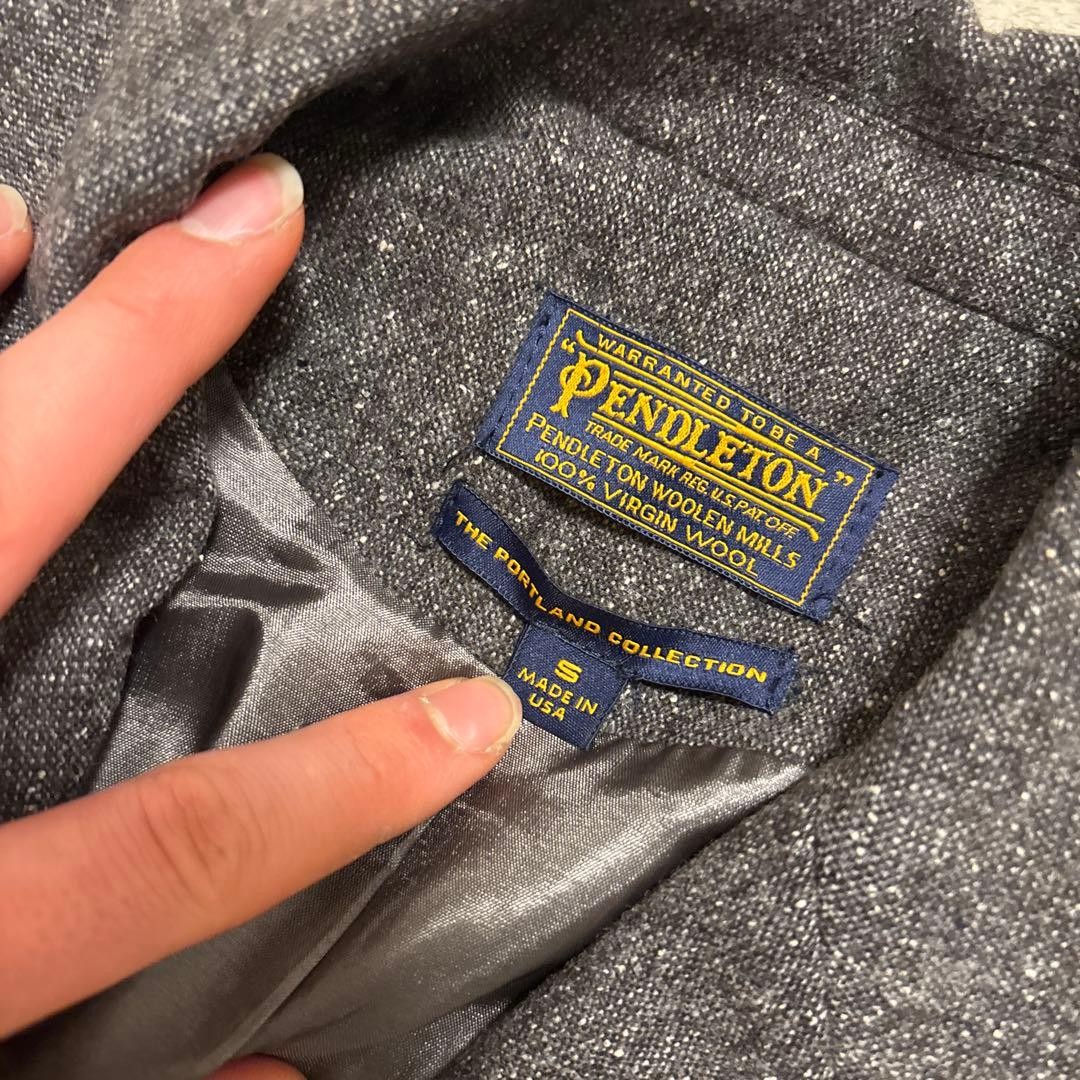 WARRANTED TO BE A
"PENDLETON"
TRADE MARK REG. U.S. PAT. OFF.
PENDLETON WOOLEN MILLS
100% VIRGIN WOOL
THE PORTLAND COLLECTION
S
MADE IN
USA